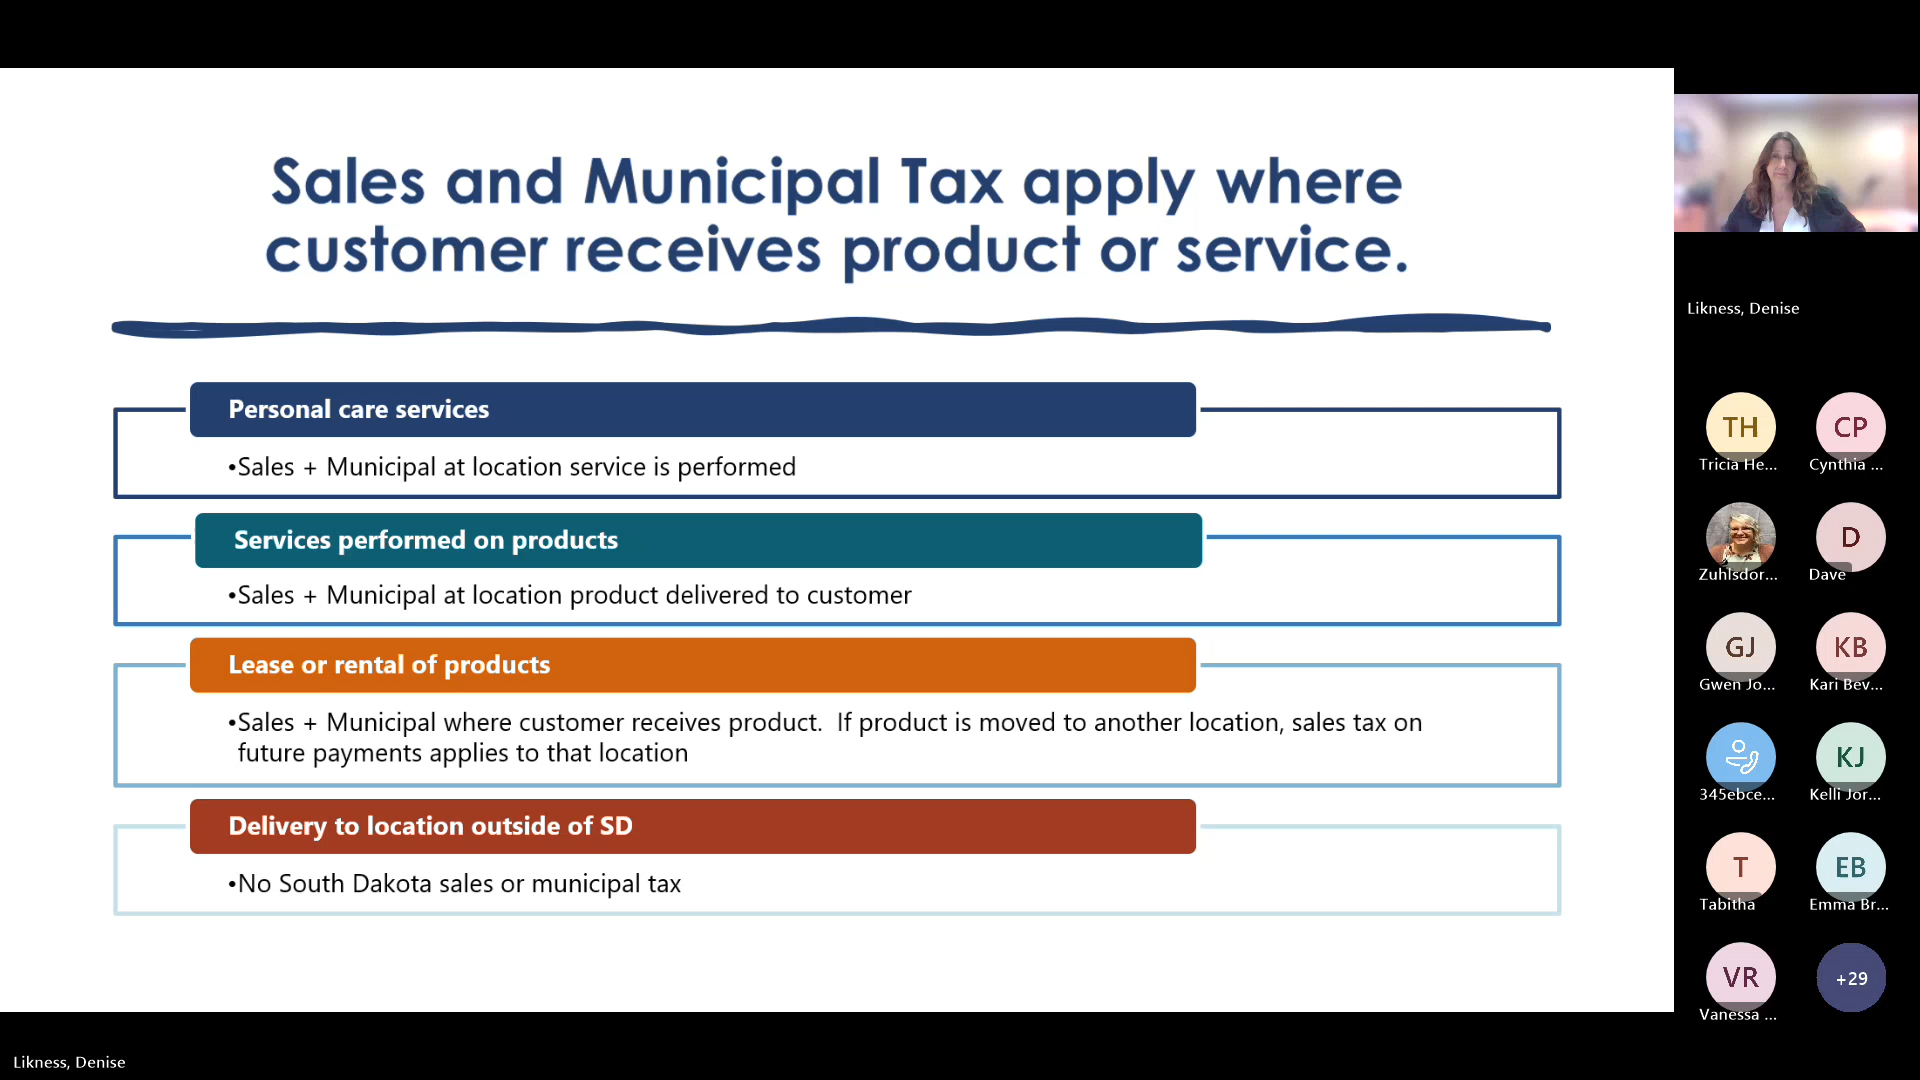 Sales and Municipal Tax apply where
customer receives product or service.
Personal care services
•Sales + Municipal at location service is performed
Services performed on products
•Sales + Municipal at location product delivered to customer
Lease or rental of products
•Sales + Municipal where customer receives product.  If product is moved to another location, sales tax on
future payments applies to that location
Delivery to location outside of SD
•No South Dakota sales or municipal tax
Likness, Denise
Likness, Denise
TH
Tricia He...
CP
Cynthia ...
Zuhlsdor...
D
Dave
GJ
Gwen Jo...
KB
Kari Bev...
345ebce...
KJ
Kelli Jor...
T
Tabitha
EB
Emma Br...
VR
Vanessa ...
+29